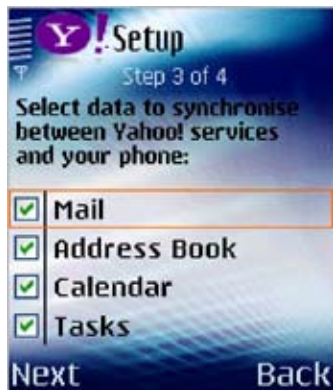 Y! Setup
Step 3 of 4
Select data to synchronise
between Yahoo! services
and your phone:
Mail
Address Book
Calendar
Tasks
Next Back